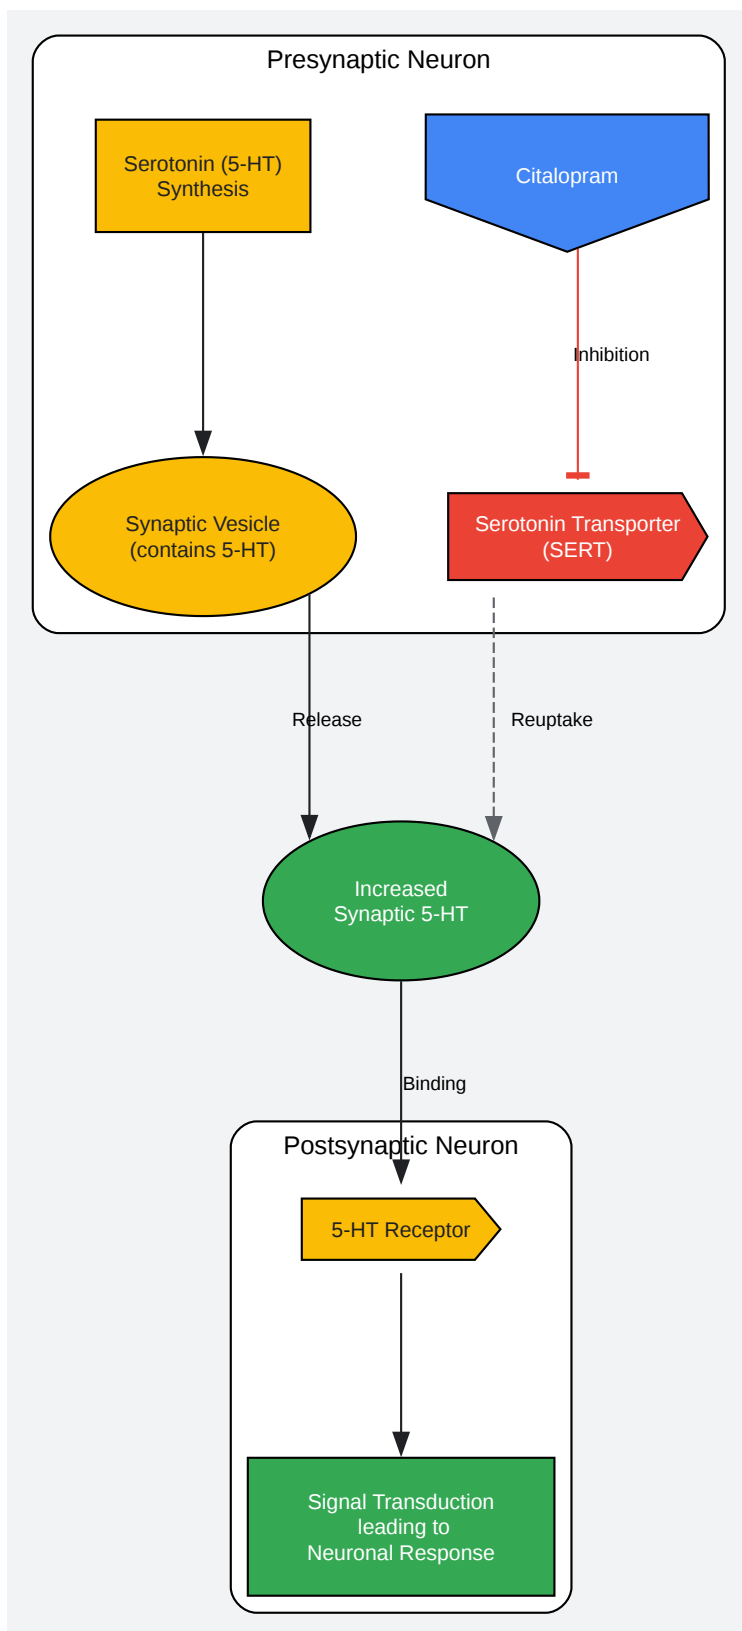 Presynaptic Neuron
Serotonin (5-HT)
Synthesis
Citalopram
Inhibition
Synaptic Vesicle
(contains 5-HT)
Serotonin Transporter
(SERT)
Release
Reuptake
Increased
Synaptic 5-HT
Binding
Postsynaptic Neuron
5-HT Receptor
Signal Transduction
leading to
Neuronal Response